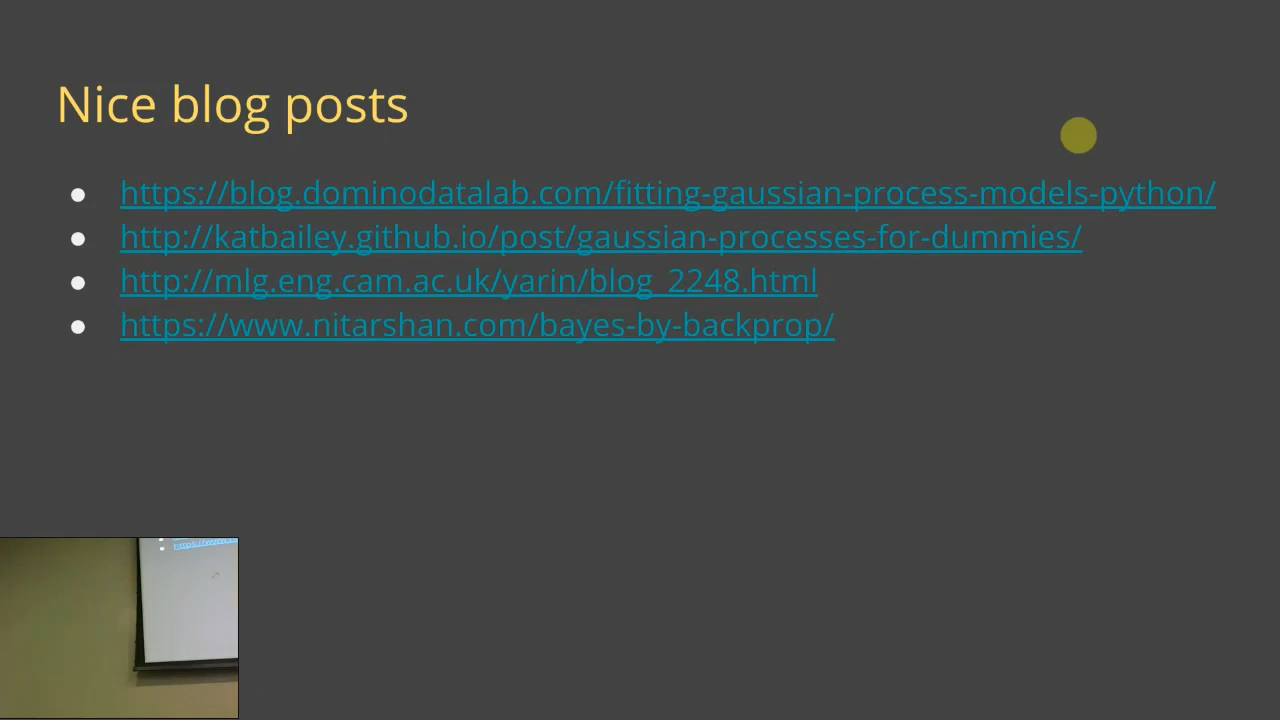 Nice blog posts
https://blog.dominodatalab.com/fitting-gaussian-process-models-python/
http://katbailey.github.io/post/gaussian-processes-for-dummies/
http://mlg.eng.cam.ac.uk/yarin/blog_2248.html
https://www.nitarshan.com/bayes-by-backprop/